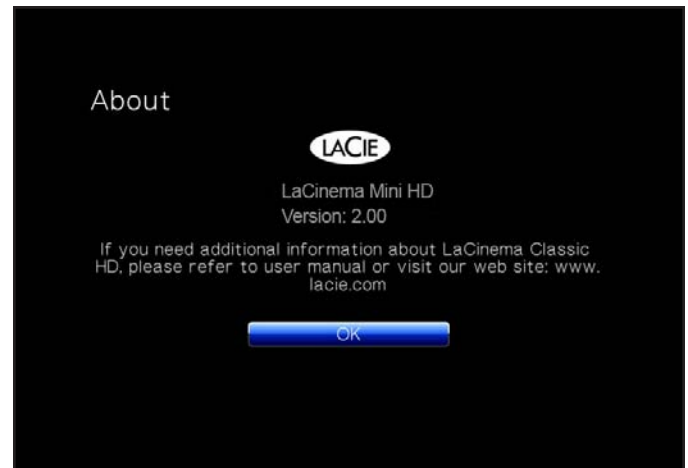 About
LACIE
LaCinema Mini HD
Version: 2.00
If you need additional information about LaCinema Classic
HD, please refer to user manual or visit our web site: www.
lacie.com
OK